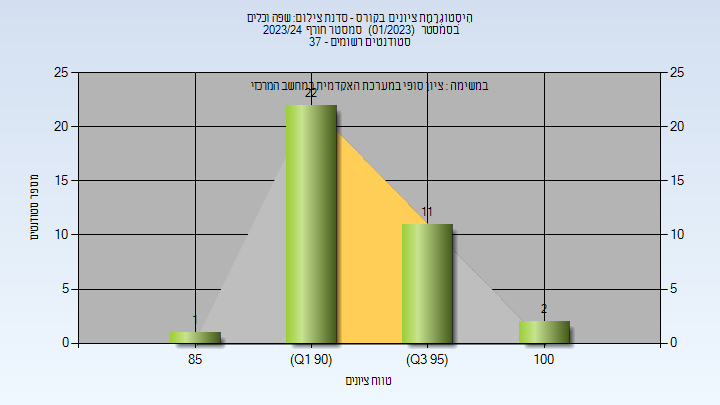 היסטוגרמת ציונים בקורס - סדנת צילום: שפה וכלים
בסמסטר (01/2023) סמסטר חורף 2023/24
סטודנטים רשומים - 37
במשימה : ציון סופי במערכת האקדמית במחשב המרכזי
מספר סטודנטים
25
20
15
10
5
0
25
20
15
10
5
0
1
22
11
2
85
(Q1 90)
(Q3 95)
100
טווח ציונים